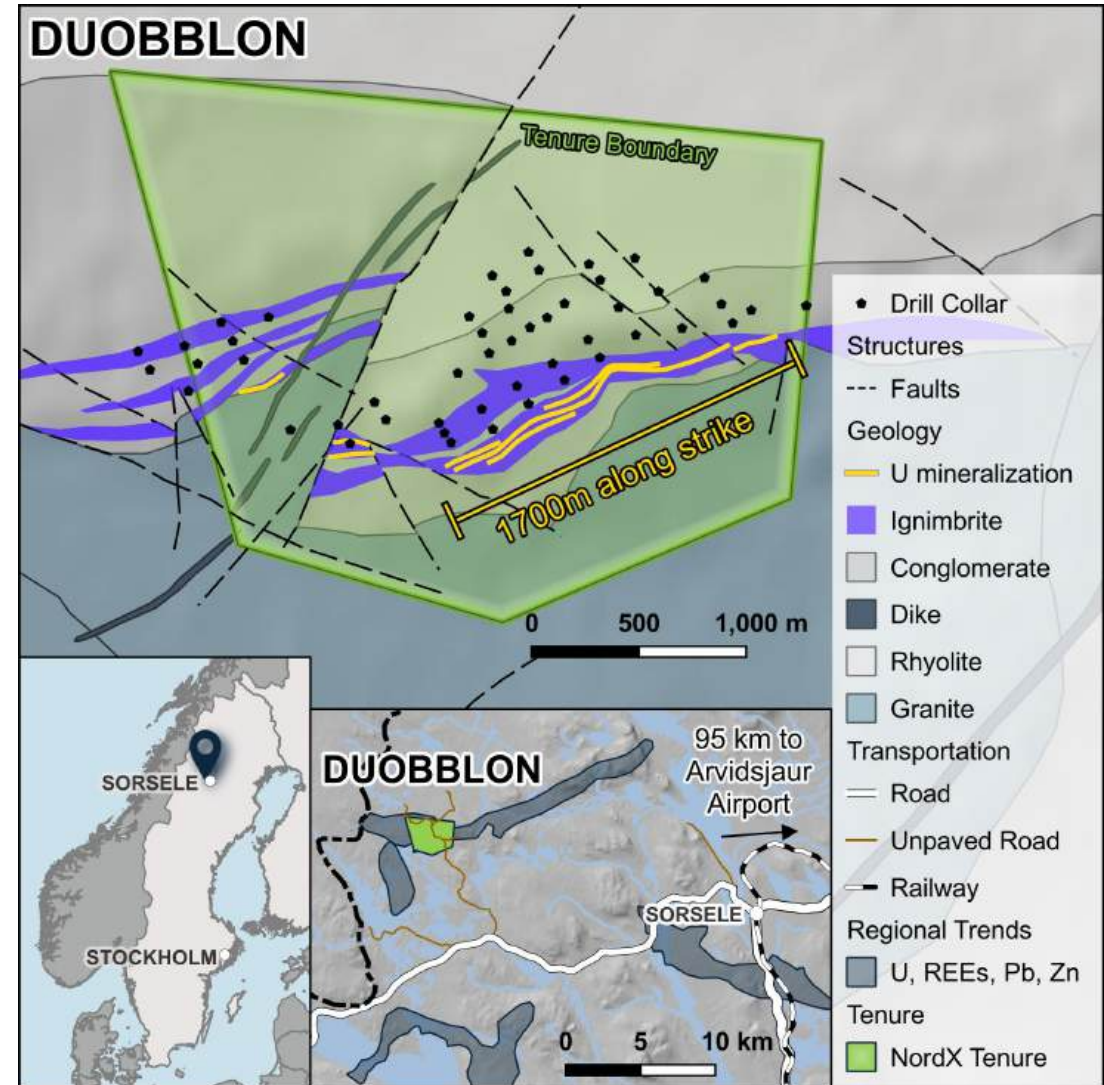 DUOBBLON
Tenure Boundary
1700m along strike
0 500 1,000 m
Drill Collar
Structures
Faults
Geology
U mineralization
Ignimbrite
Conglomerate
Dike
Rhyolite
Granite
Transportation
Road
Unpaved Road
Railway
Regional Trends
U, REEs, Pb, Zn
Tenure
NordX Tenure
SORSELE
STOCKHOLM
DUOBBLON
95 km to
Arvidsjaur
Airport
SORSELE
0 5 10 km